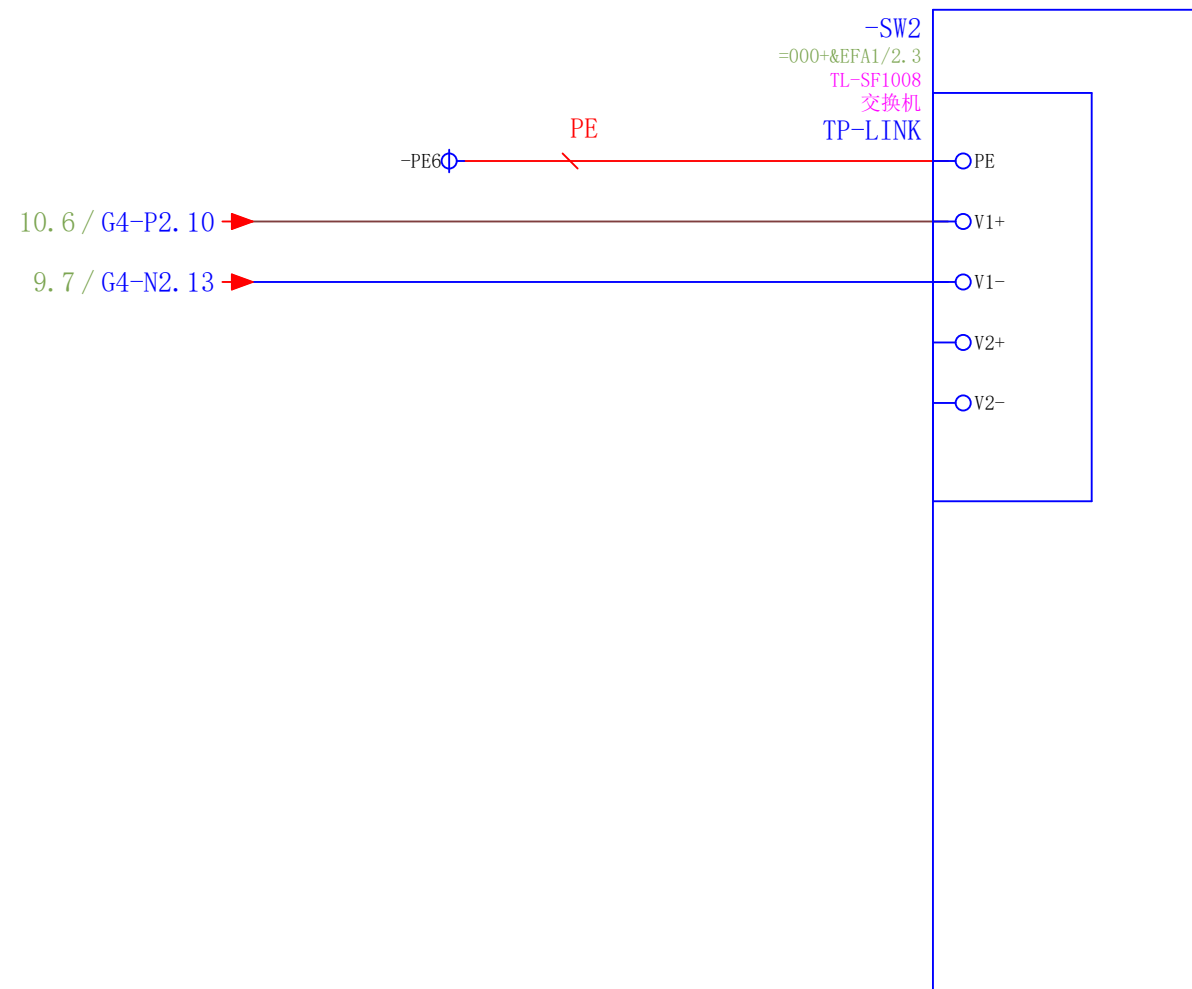 -SW2
=000+&EFA1/2.3
TL-SF1008
交换机
TP-LINK
PE
-PE6
PE
10.6/G4-P2.10
V1+
9.7/G4-N2.13
V1-
V2+
V2-